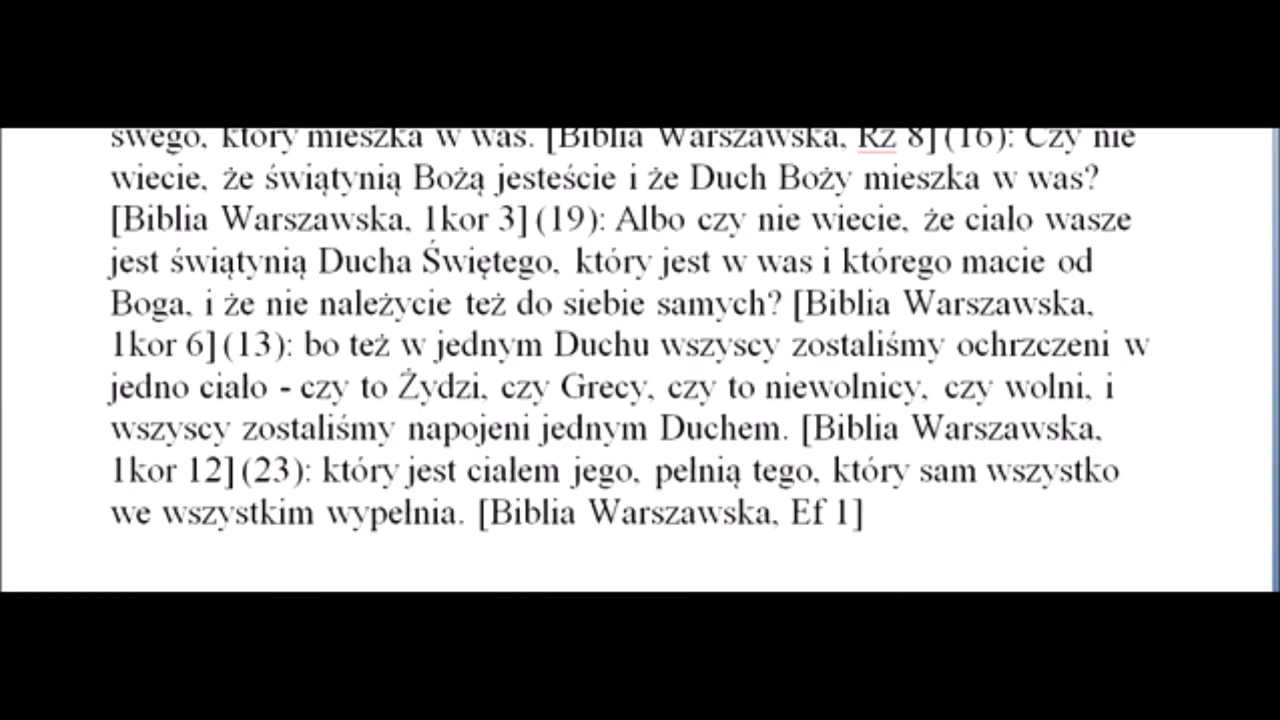 swego, który mieszka w was. [Biblia Warszawska, Rz 8](16): Czy nie
wiecie, że świątynią Bożą jesteście i że Duch Boży mieszka w was?
[Biblia Warszawska, 1kor 3](19): Albo czy nie wiecie, że ciało wasze
jest świątynią Ducha Świętego, który jest w was i którego macie od
Boga, i że nie należycie też do siebie samych? [Biblia Warszawska,
1kor 6](13): bo też w jednym Duchu wszyscy zostaliśmy ochrzczeni w
jedno ciało - czy to Żydzi, czy Grecy, czy to niewolnicy, czy wolni, i
wszyscy zostaliśmy napojeni jednym Duchem. [Biblia Warszawska,
1kor 12](23): który jest ciałem jego, pełnią tego, który sam wszystko
we wszystkim wypełnia. [Biblia Warszawska, Ef 1]